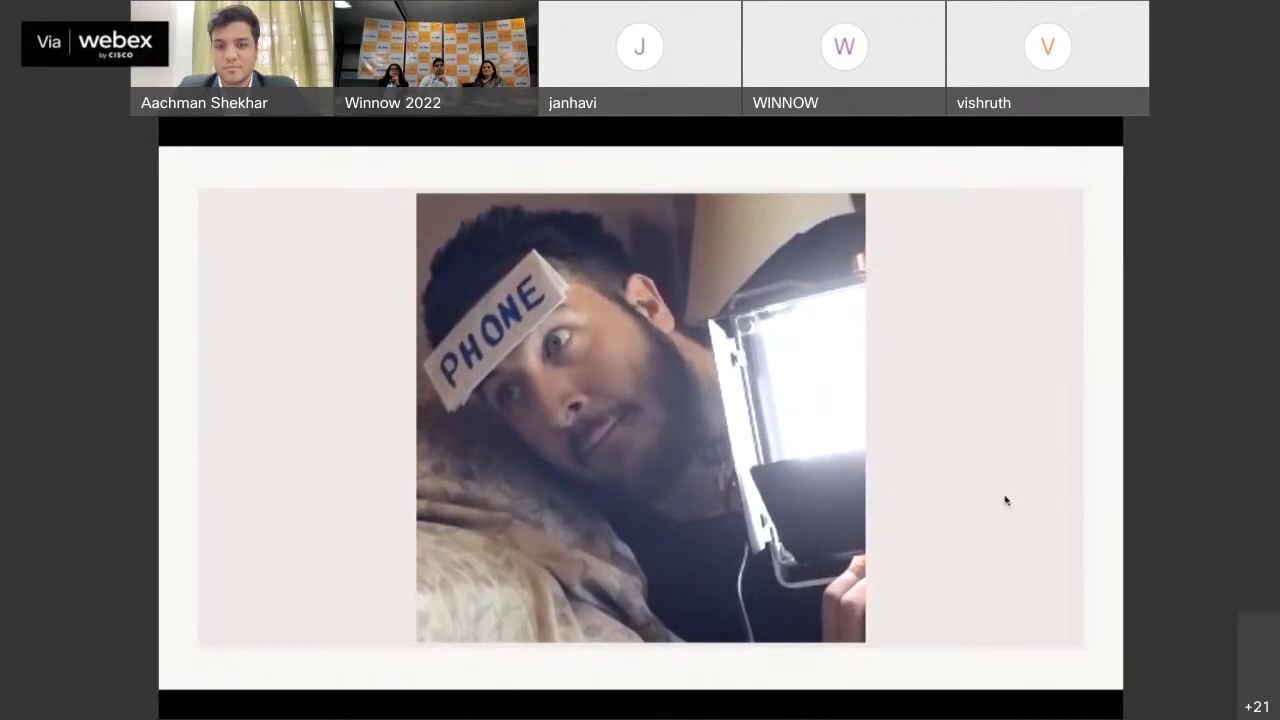 Via webex
by CISCO
Aachman Shekhar
Winnow 2022
J
janhavi
W
WINNOW
V
vishruth
PHONE
+21